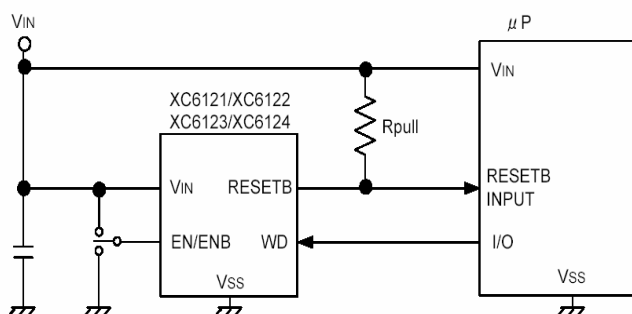 VIN
μP
VIN
XC6121/XC6122
XC6123/XC6124
Rpull
VIN
RESETB
RESETB
INPUT
EN/ENB
WD
I/O
VSS
VSS